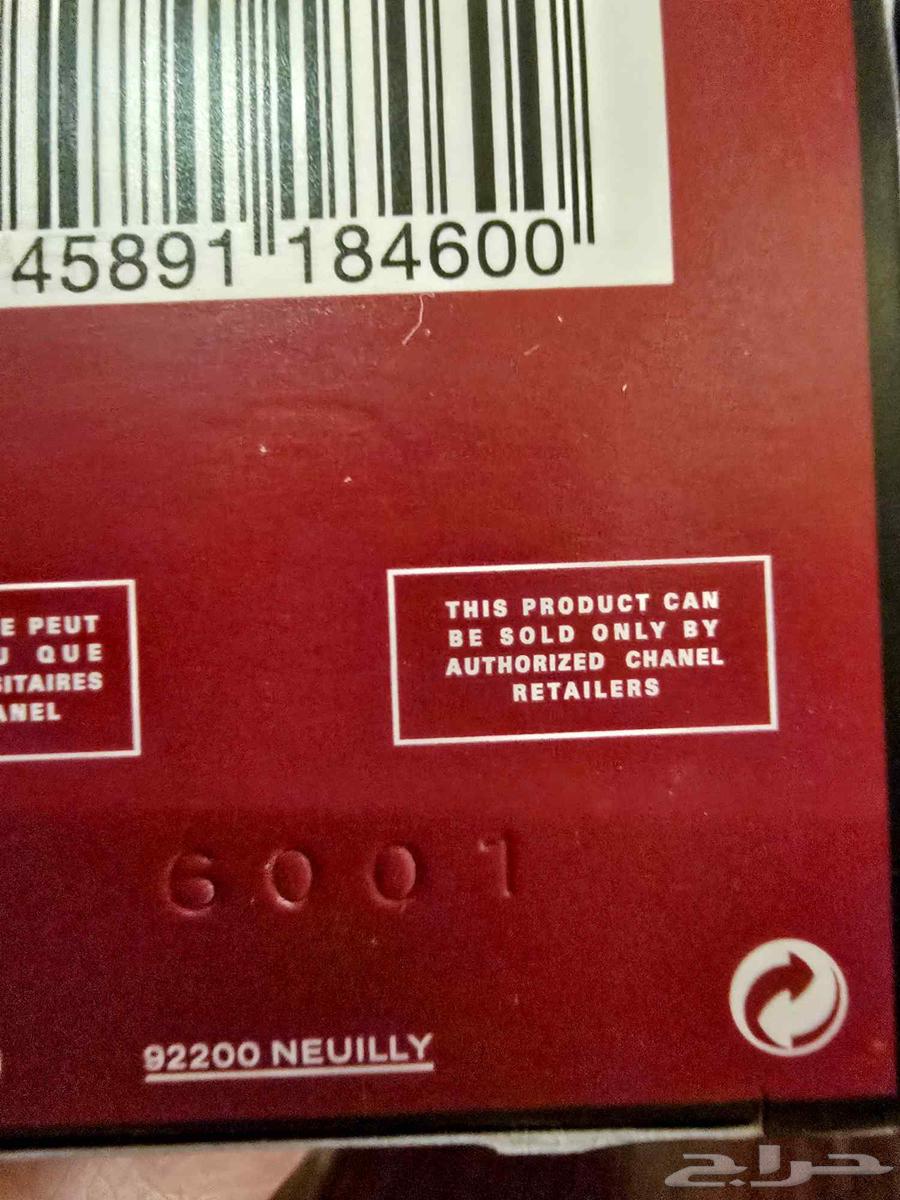 45891 184600
E PEUT
U QUE
SITAIRES
ANEL
THIS PRODUCT CAN
BE SOLD ONLY BY
AUTHORIZED CHANEL
RETAILERS
6001
92200 NEUILLY
حراج